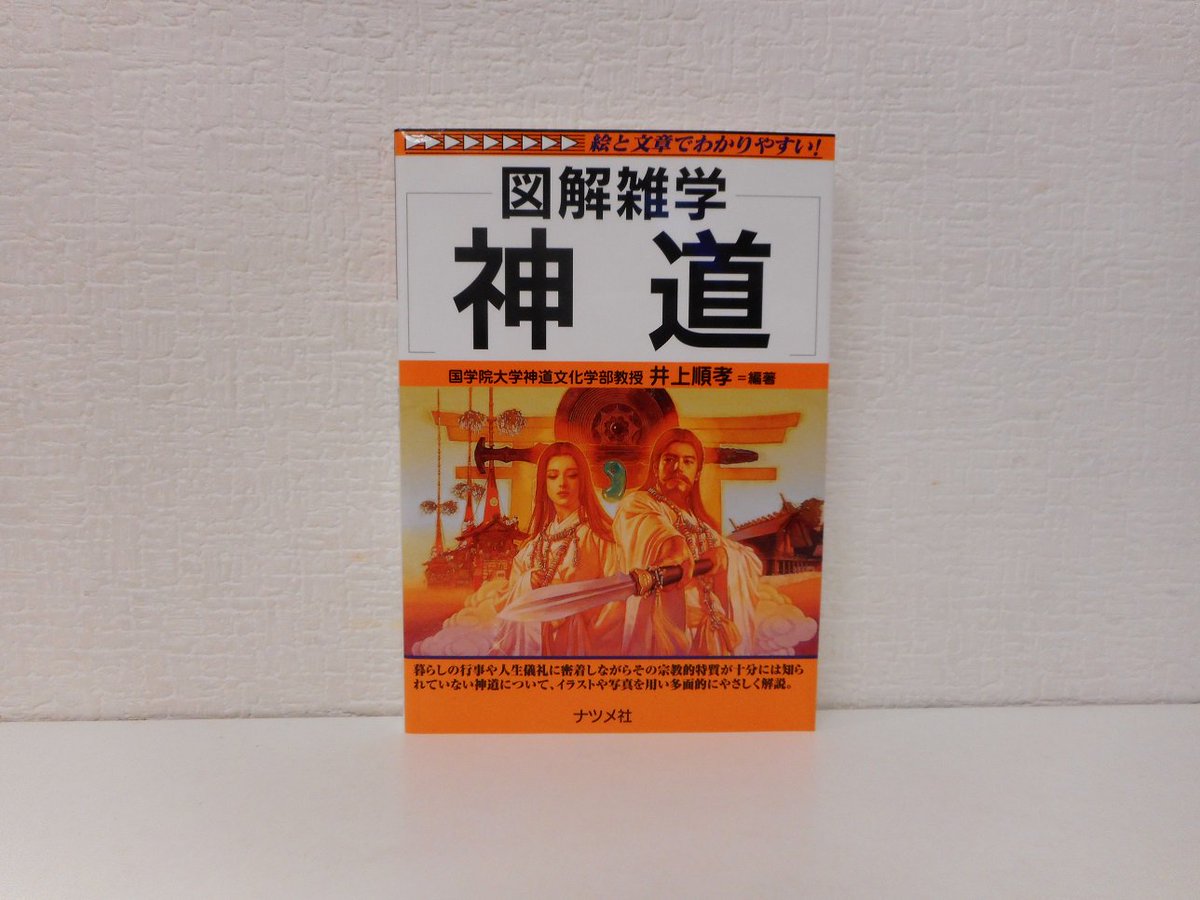 絵と文章でわかりやすい!
図解雑学
神道
国学院大学神道文化学部教授 井上順孝=編著
暮らしの行事や人生儀礼に密着しながらその宗教的特質が十分には知ら
れていない神道について、イラストや写真を用い多面的にやさしく解説。
ナツメ社